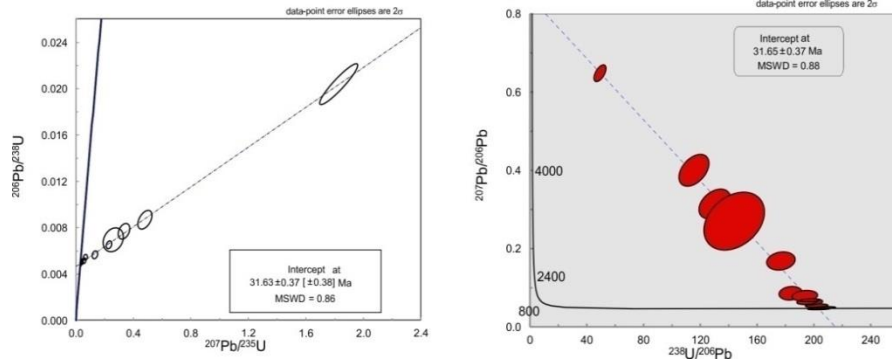 data-point error ellipses are 2σ
0.024
0.020
0.016
0.012
0.008
0.004
0.000
²⁰⁶Pb/²³⁸U
Intercept at
31.63±0.37 [±0.38] Ma
MSWD = 0.86
0.0 0.4 0.8 1.2 1.6 2.0 2.4
²⁰⁷Pb/²³⁵U
data-point error ellipses are 2σ
0.8
0.6
0.4
0.2
0.0
²⁰⁷Pb/²⁰⁶Pb
Intercept at
31.65±0.37 Ma
MSWD = 0.88
4000
2400
800
0 40 80 120 160 200 240
²³⁸U/²⁰⁶Pb